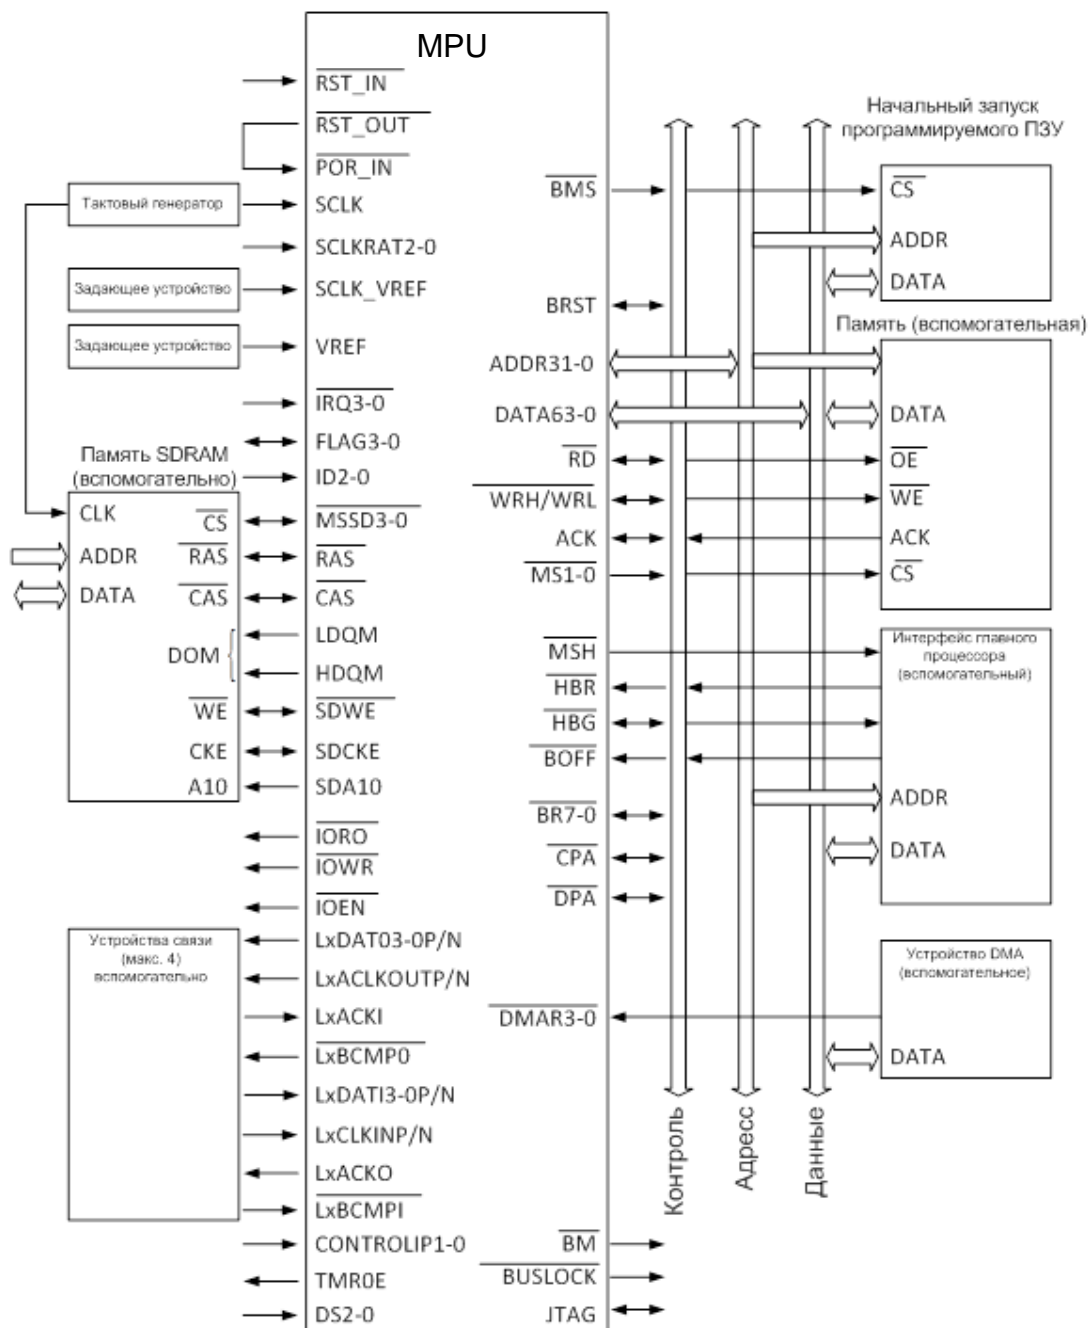 MPU
RST_IN
RST_OUT
POR_IN
Тактовый генератор
SCLK
SCLKRAT2-0
Задающее устройство
SCLK_VREF
Задающее устройство
VREF
IRQ3-0
FLAG3-0
ID2-0
Память SDRAM
(вспомогательно)
CLK
CS
MSSD3-0
ADDR
RAS
RAS
DATA
CAS
CAS
LDQM
DOM
HDQM
WE
SDWE
CKE
SDCKE
A10
SDA10
IORO
IOWR
IOEN
Устройства связи
(макс. 4)
вспомогательно
LxDAT03-0P/N
LxACLKOUTP/N
LxACKI
LxBCMP0
LxDATI3-0P/N
LxCLKINP/N
LxACKO
LxBCMPI
CONTROLIP1-0
TMR0E
DS2-0
BMS
BRST
ADDR31-0
DATA63-0
RD
WRH/WRL
ACK
MS1-0
MSH
HBR
HBG
BOFF
BR7-0
CPA
DPA
DMAR3-0
BM
BUSLOCK
JTAG
Контроль
Адресс
Данные
Начальный запуск
программируемого ПЗУ
CS
ADDR
DATA
Память (вспомогательная)
DATA
OE
WE
ACK
CS
Интерфейс главного
процессора
(вспомогательный)
ADDR
DATA
Устройство DMA
(вспомогательное)
DATA